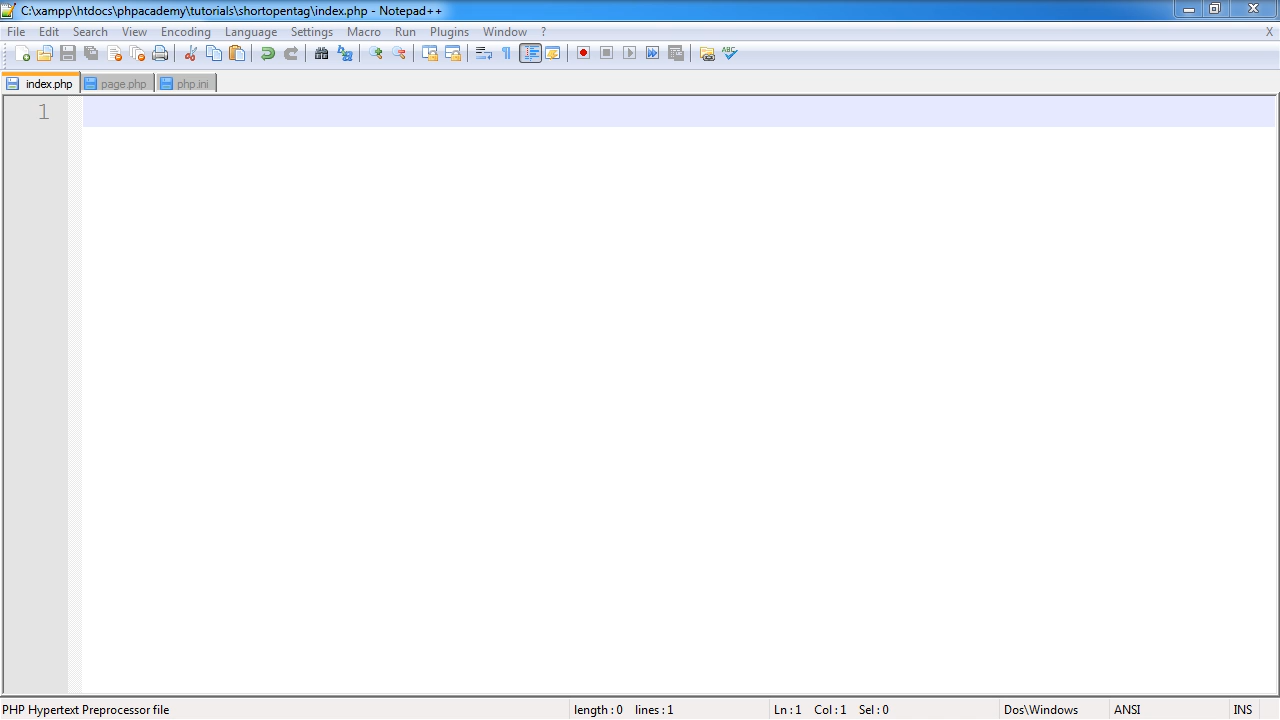 C:\xampp\htdocs\phpacademy\tutorials\shortopentag\index.php - Notepad++
File Edit Search View Encoding Language Settings Macro Run Plugins Window ? X
ABC
index.php page.php php.ini
1
PHP Hypertext Preprocessor file length : 0 lines : 1 Ln : 1 Col : 1 Sel : 0 Dos\Windows ANSI INS